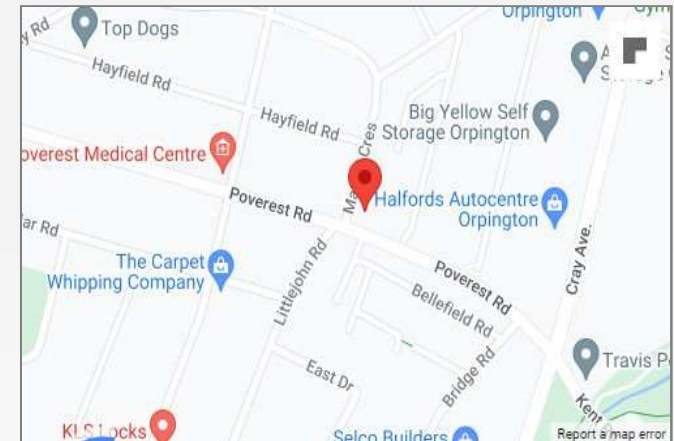 Orpington
Top Dogs
Hayfield Rd
Hayfield Rd
Big Yellow Self
Storage Orpington
Poverest Medical Centre
Cres
Poverest Rd
Halfords Autocentre
Orpington
The Carpet
Whipping Company
Littlejohn Rd
Poverest Rd
Cray Ave.
Bellefield Rd
East Dr
Bridge Rd
Travis P
Kent
KLS Locks
Selco Builders
Report a map error